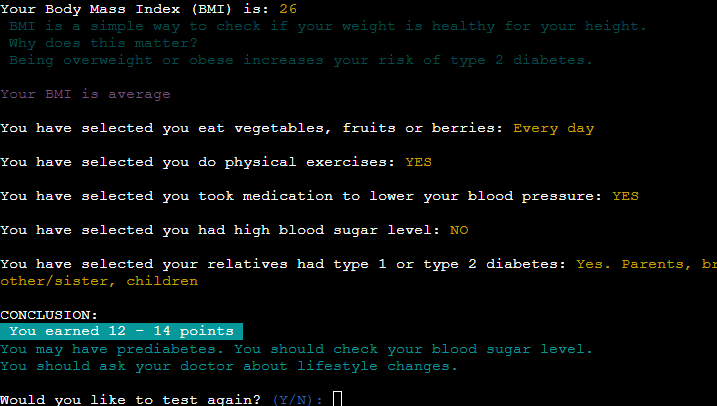 Your Body Mass Index (BMI) is: 26
BMI is a simple way to check if your weight is healthy for your height.
Why does this matter?
Being overweight or obese increases your risk of type 2 diabetes.
Your BMI is average
You have selected you eat vegetables, fruits or berries: Every day
You have selected you do physical exercises: YES
You have selected you took medication to lower your blood pressure: YES
You have selected you had high blood sugar level: NO
You have selected your relatives had type 1 or type 2 diabetes: Yes. Parents, br
other/sister, children
CONCLUSION:
You earned 12 - 14 points
You may have prediabetes. You should check your blood sugar level.
You should ask your doctor about lifestyle changes.
Would you like to test again? (Y/N):